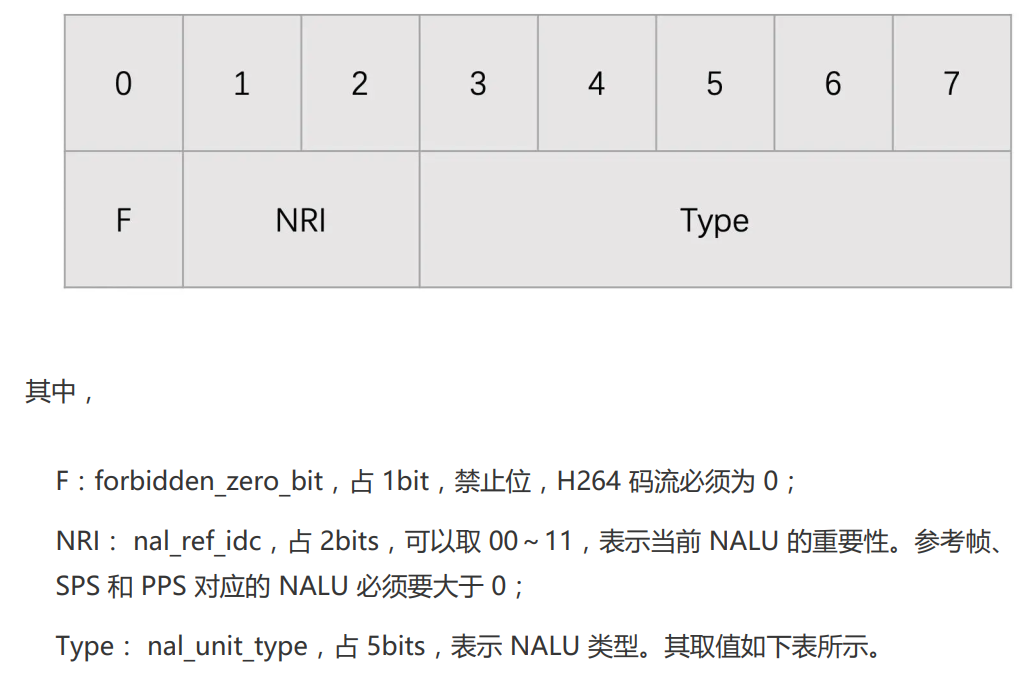 0 1 2 3 4 5 6 7
F NRI Type
其中，
F：forbidden_zero_bit，占 1bit，禁止位，H264 码流必须为 0；
NRI： nal_ref_idc，占 2bits，可以取 00～11，表示当前 NALU 的重要性。参考帧、
SPS 和 PPS 对应的 NALU 必须要大于 0；
Type： nal_unit_type，占 5bits，表示 NALU 类型。其取值如下表所示。